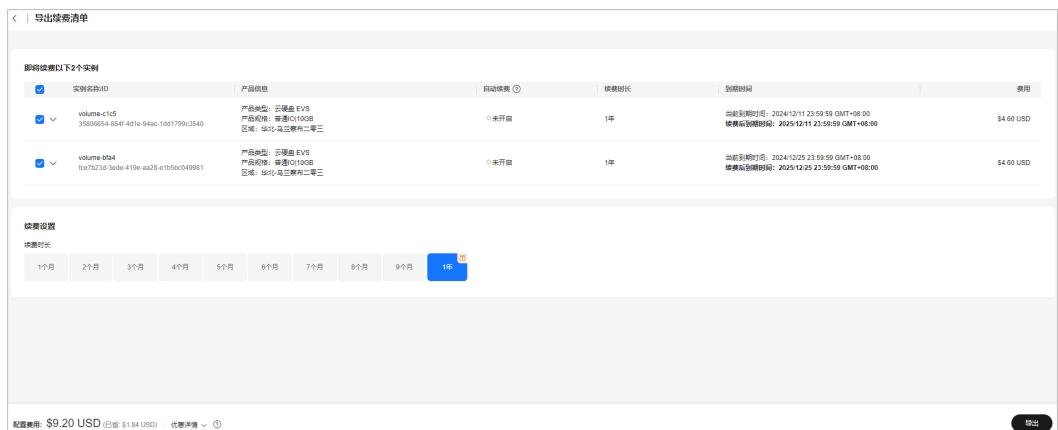 导出续费清单
即将续费以下2个实例
实例名称/ID 产品信息 自动续费 续费时长 到期时间 费用
volume-c1c5
35806654-864f-4d1e-94ac-1dd1799c3540
产品类型：云硬盘 EVS
产品规格：普通IO|10GB
区域：华北-乌兰察布二零三
未开启
1年
当前到期时间：2024/12/11 23:59:59 GMT+08:00
续费后到期时间：2025/12/11 23:59:59 GMT+08:00
$4.60 USD
volume-bfa4
fce7b23d-3ede-419e-aa28-e1b5bc049981
产品类型：云硬盘 EVS
产品规格：普通IO|10GB
区域：华北-乌兰察布二零三
未开启
1年
当前到期时间：2024/12/25 23:59:59 GMT+08:00
续费后到期时间：2025/12/25 23:59:59 GMT+08:00
$4.60 USD
续费设置
续费时长
1个月 2个月 3个月 4个月 5个月 6个月 7个月 8个月 9个月 1年
配置费用: $9.20 USD (已省: $1.84 USD) 优惠详情
导出